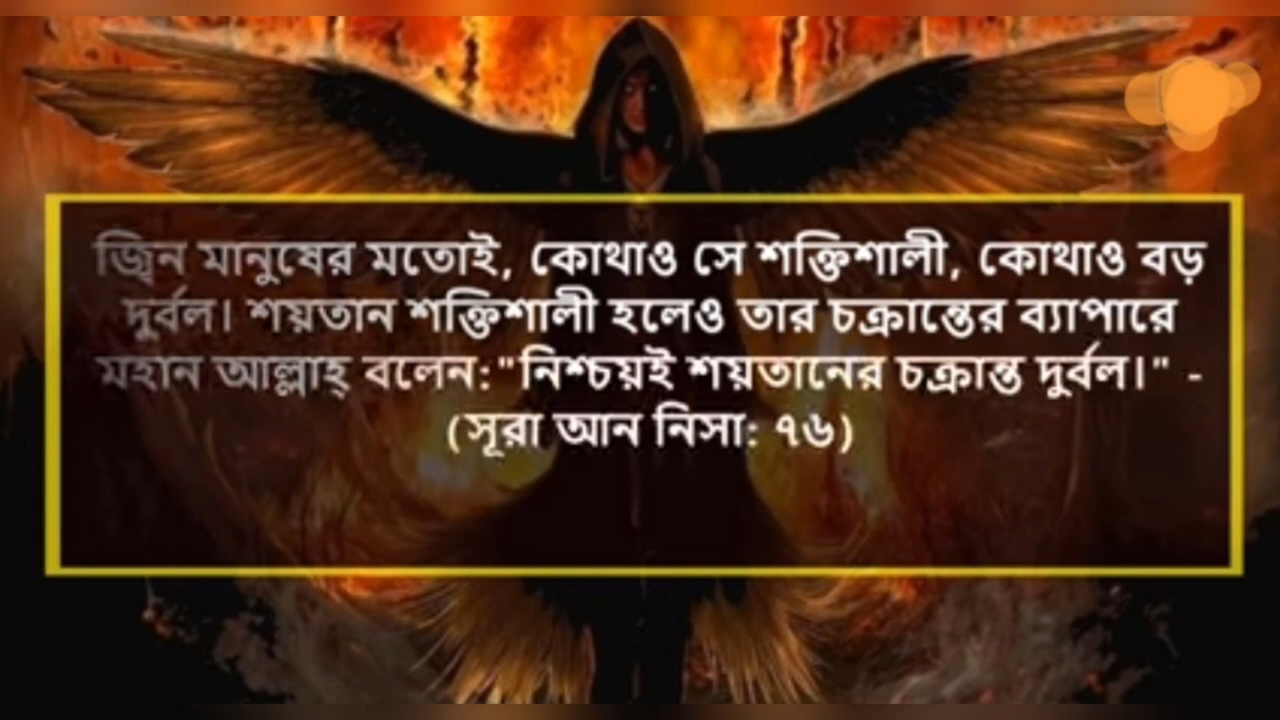 জ্বিন মানুষের মতোই, কোথাও সে শক্তিশালী, কোথাও বড়
দুর্বল। শয়তান শক্তিশালী হলেও তার চক্রান্তের ব্যাপারে
মহান আল্লাহ্ বলেন:"নিশ্চয়ই শয়তানের চক্রান্ত দুর্বল।" -
(সূরা আন নিসা: ৭৬)